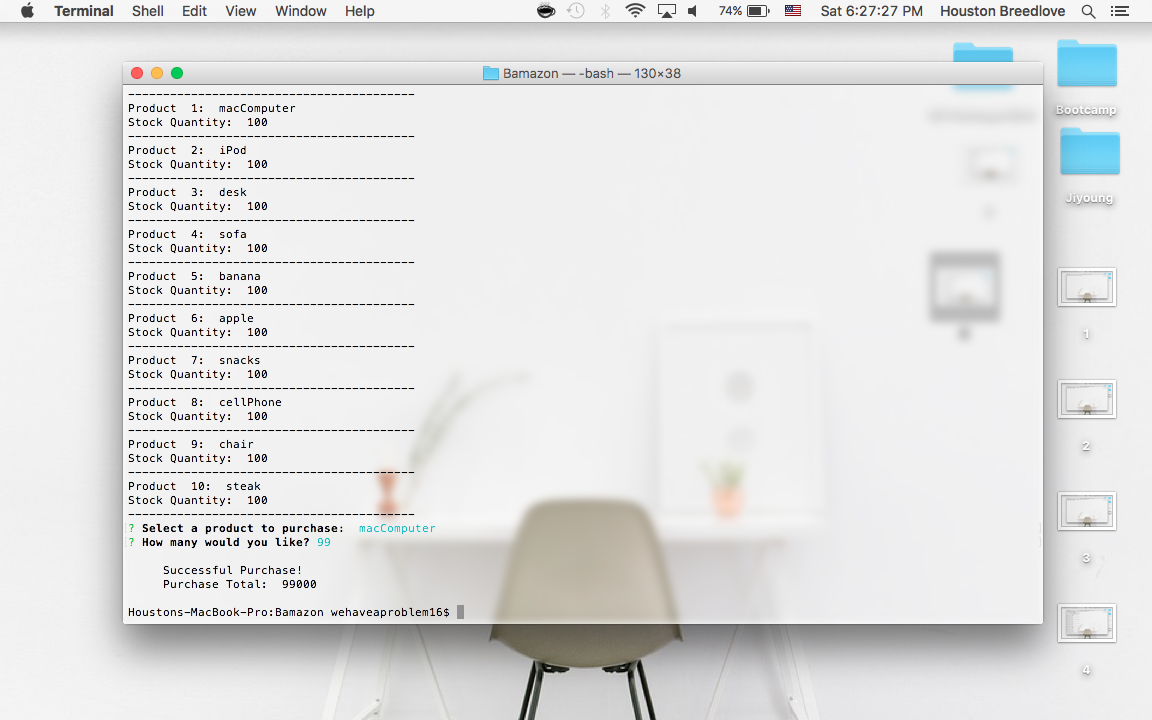 Terminal Shell Edit View Window Help 74% Sat 6:27:27 PM Houston Breedlove
Bamazon — -bash — 130×38
-----------------------------------------
Product 1: macComputer
Stock Quantity: 100
-----------------------------------------
Product 2: iPod
Stock Quantity: 100
-----------------------------------------
Product 3: desk
Stock Quantity: 100
-----------------------------------------
Product 4: sofa
Stock Quantity: 100
-----------------------------------------
Product 5: banana
Stock Quantity: 100
-----------------------------------------
Product 6: apple
Stock Quantity: 100
-----------------------------------------
Product 7: snacks
Stock Quantity: 100
-----------------------------------------
Product 8: cellPhone
Stock Quantity: 100
-----------------------------------------
Product 9: chair
Stock Quantity: 100
-----------------------------------------
Product 10: steak
Stock Quantity: 100
-----------------------------------------
? Select a product to purchase: macComputer
? How many would you like? 99
Successful Purchase!
Purchase Total: 99000
Houstons-MacBook-Pro:Bamazon wehaveaproblem16$
Bootcamp
Jiyoung
1
2
3
4